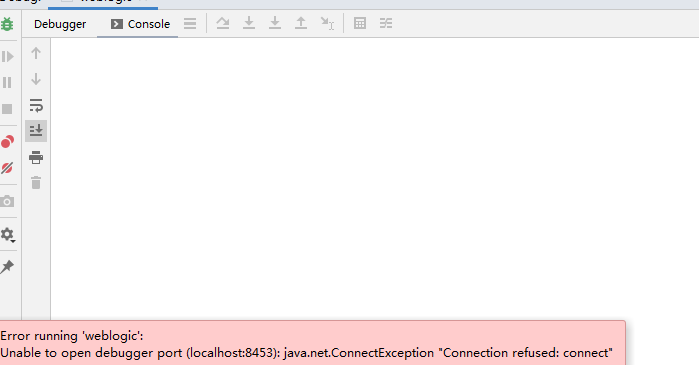 Debugger
Console
Error running 'weblogic':
Unable to open debugger port (localhost:8453): java.net.ConnectException "Connection refused: connect"